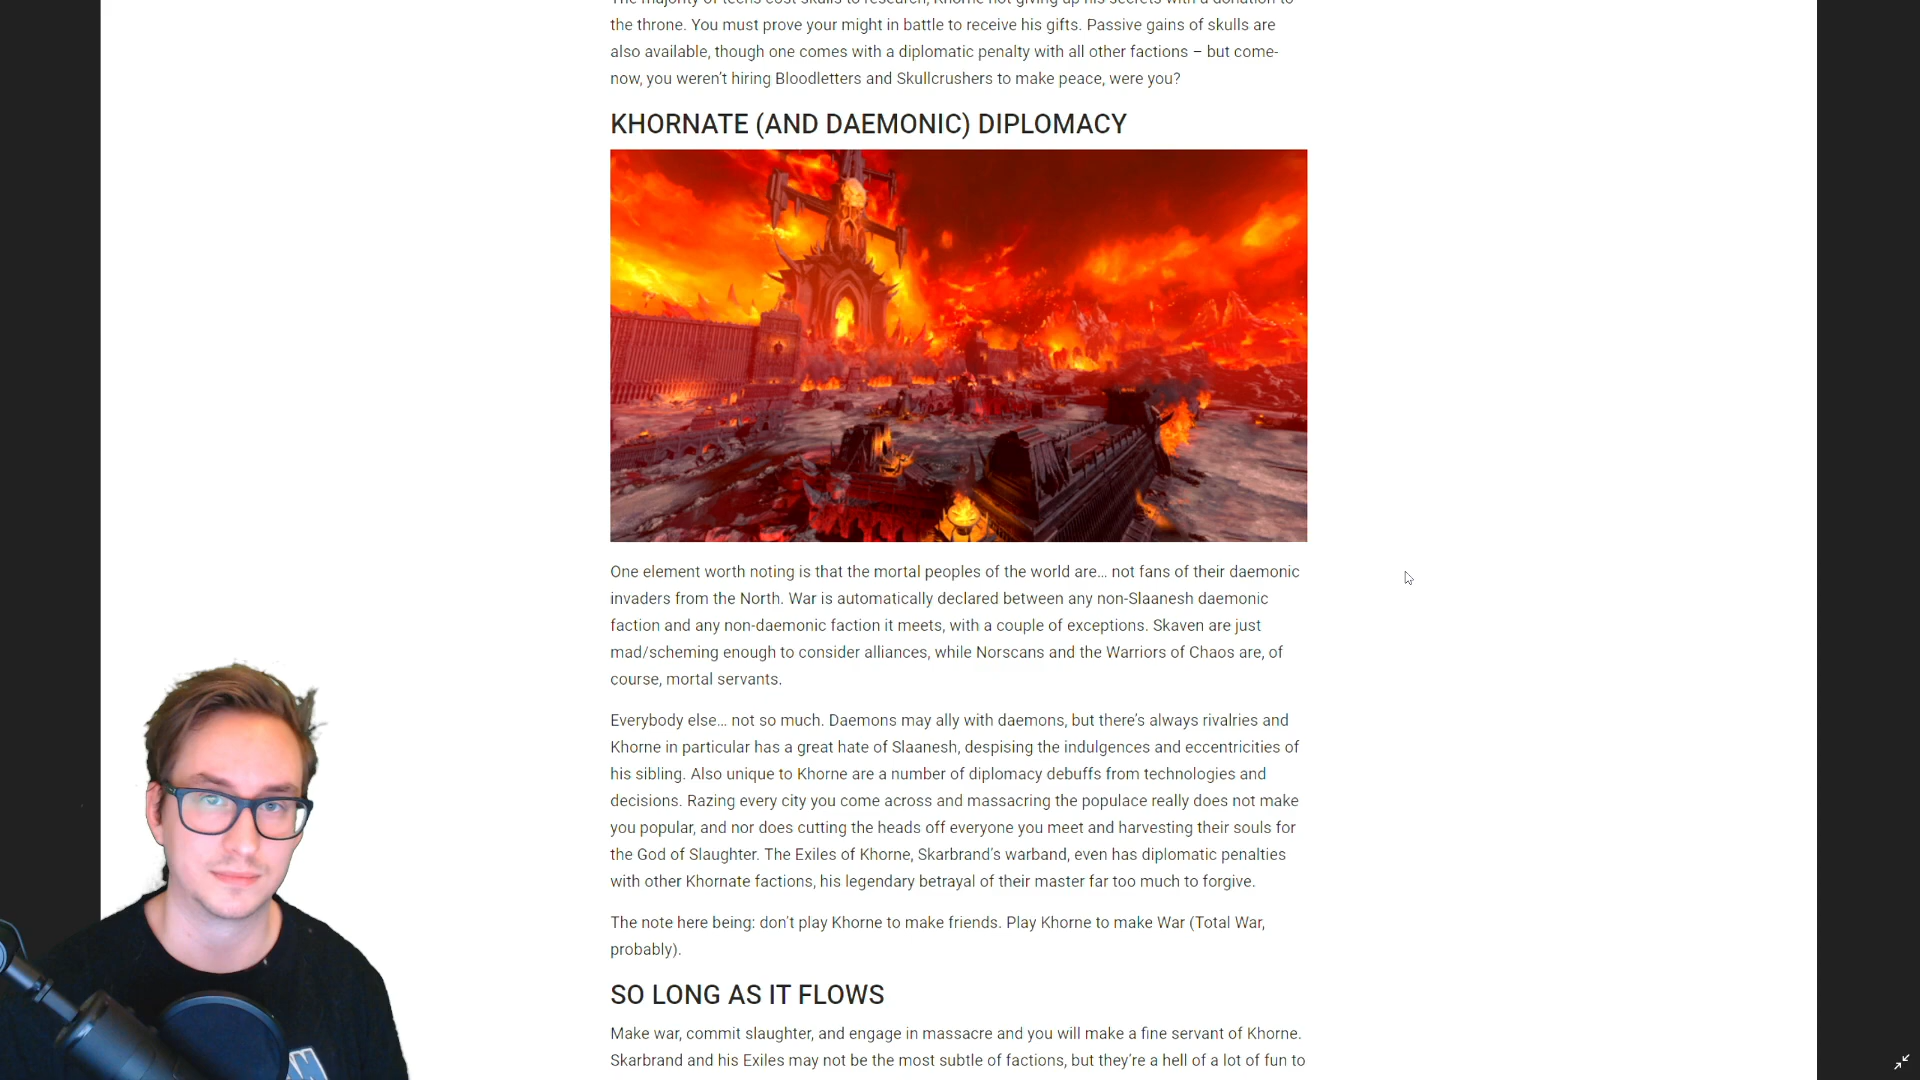 the throne. You must prove your might in battle to receive his gifts. Passive gains of skulls are
also available, though one comes with a diplomatic penalty with all other factions – but come-
now, you weren't hiring Bloodletters and Skullcrushers to make peace, were you?
KHORNATE (AND DAEMONIC) DIPLOMACY
One element worth noting is that the mortal peoples of the world are… not fans of their daemonic
invaders from the North. War is automatically declared between any non-Slaanesh daemonic
faction and any non-daemonic faction it meets, with a couple of exceptions. Skaven are just
mad/scheming enough to consider alliances, while Norscans and the Warriors of Chaos are, of
course, mortal servants.
Everybody else… not so much. Daemons may ally with daemons, but there's always rivalries and
Khorne in particular has a great hate of Slaanesh, despising the indulgences and eccentricities of
his sibling. Also unique to Khorne are a number of diplomacy debuffs from technologies and
decisions. Razing every city you come across and massacring the populace really does not make
you popular, and nor does cutting the heads off everyone you meet and harvesting their souls for
the God of Slaughter. The Exiles of Khorne, Skarbrand's warband, even has diplomatic penalties
with other Khornate factions, his legendary betrayal of their master far too much to forgive.
The note here being: don't play Khorne to make friends. Play Khorne to make War (Total War,
probably).
SO LONG AS IT FLOWS
Make war, commit slaughter, and engage in massacre and you will make a fine servant of Khorne.
Skarbrand and his Exiles may not be the most subtle of factions, but they're a hell of a lot of fun to